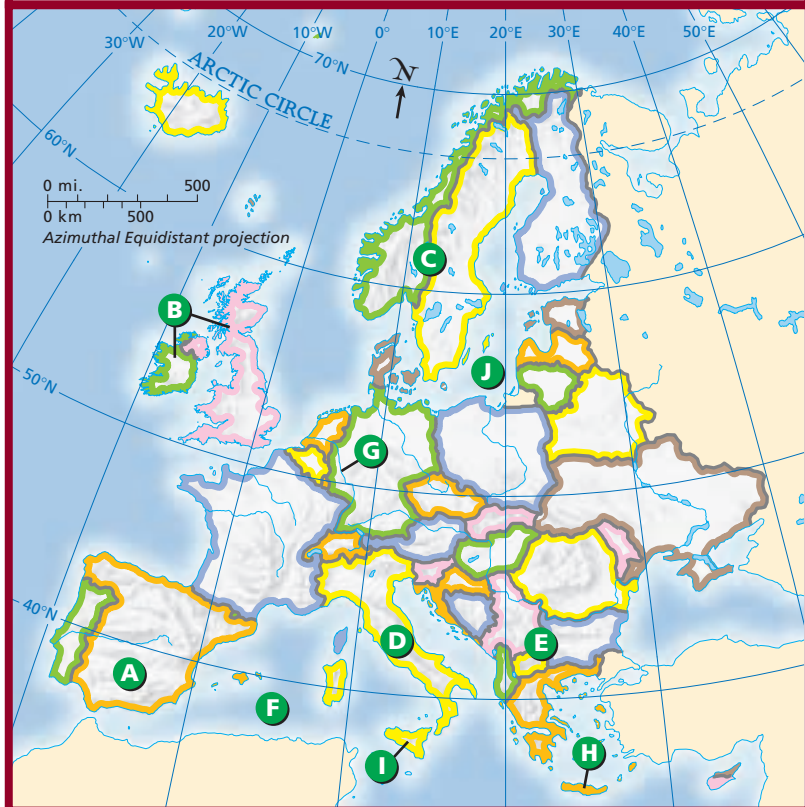 30°W
20°W
10°W
0°
10°E
20°E
30°E
40°E
50°E
70°N
N
ARCTIC CIRCLE
60°N
0 mi. 500
0 km 500
Azimuthal Equidistant projection
C
B
50°N
J
G
40°N
A
D
E
F
H
I